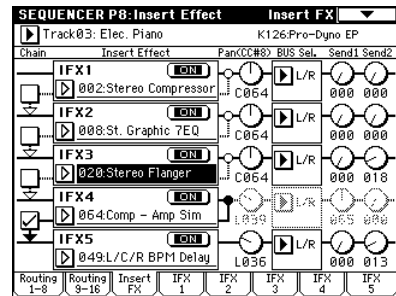 SEQUENCER P8:Insert Effect Insert FX
Track03: Elec. Piano K126:Pro-Dyno EP
Chain Insert Effect Pan(CC#8) BUS Sel. Send1 Send2
IFX1 ON L/R
002:Stereo Compressor C064 000 000
IFX2 ON L/R
008:St. Graphic 7EQ C064 000 000
IFX3 ON L/R
020:Stereo Flanger C064 000 018
IFX4 ON L/R
064:Comp - Amp Sim L039 065 000
IFX5 ON L/R
049:L/C/R BPM Delay L036 000 013
Routing Routing Insert IFX IFX IFX IFX IFX
1-8 9-16 FX 1 2 3 4 5